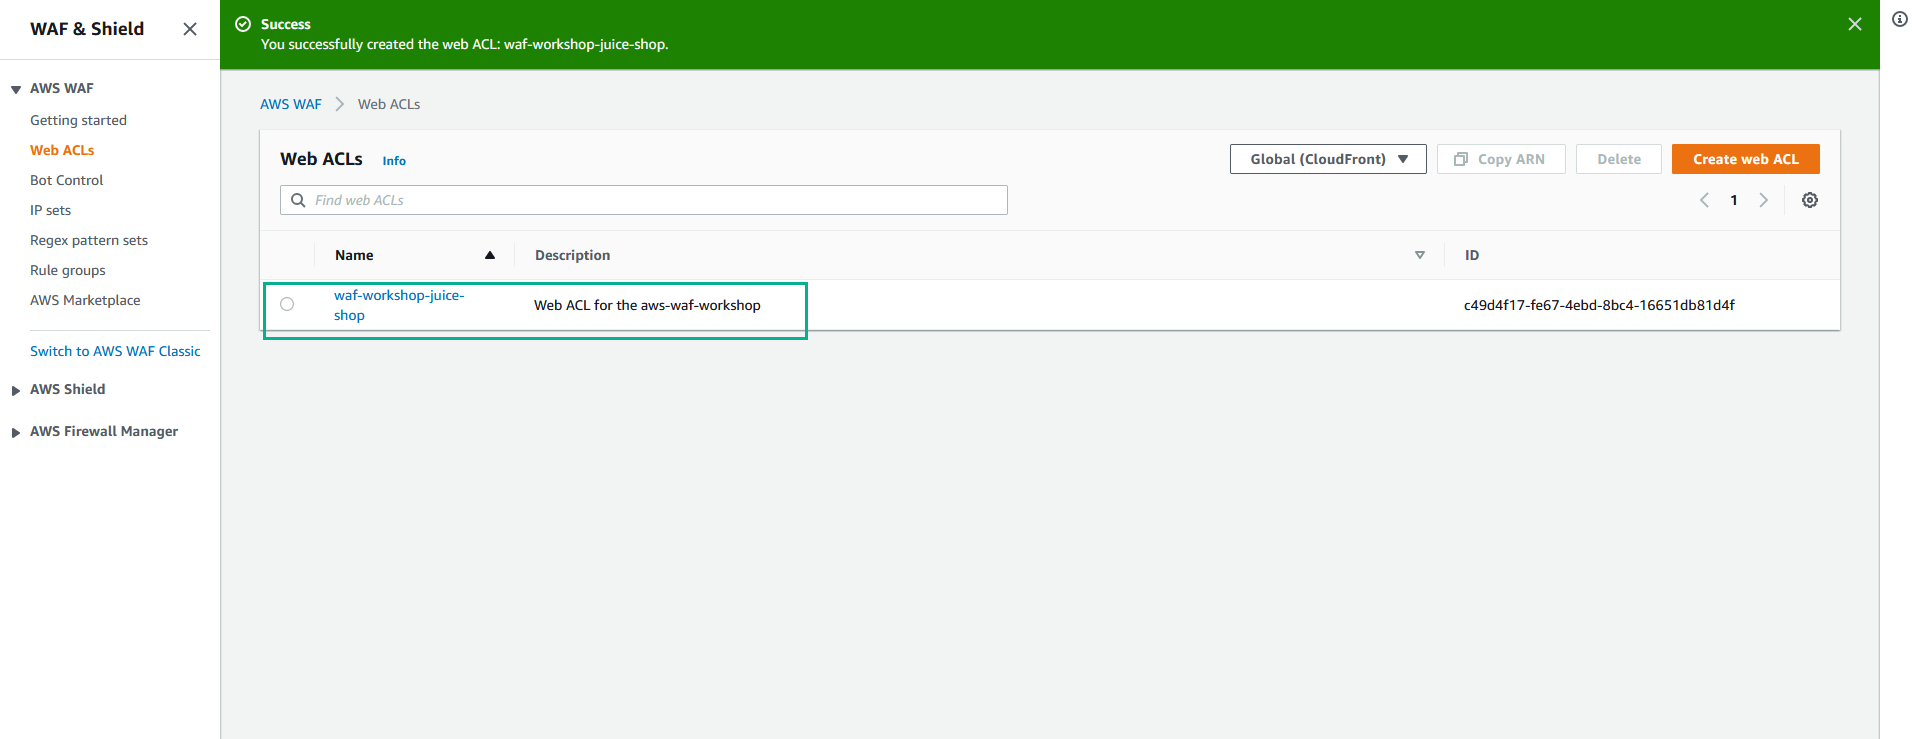 WAF & Shield
AWS WAF
Getting started
Web ACLs
Bot Control
IP sets
Regex pattern sets
Rule groups
AWS Marketplace
Switch to AWS WAF Classic
AWS Shield
AWS Firewall Manager
Success
You successfully created the web ACL: waf-workshop-juice-shop.
AWS WAF Web ACLs
Web ACLs Info
Global (CloudFront) Copy ARN Delete Create web ACL
Find web ACLs
1
Name Description ID
waf-workshop-juice-
shop
Web ACL for the aws-waf-workshop
c49d4f17-fe67-4ebd-8bc4-16651db81d4f